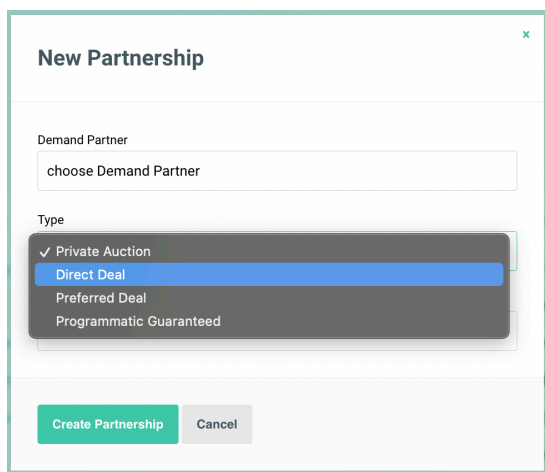 x
New Partnership
Demand Partner
choose Demand Partner
Type
✓ Private Auction
Direct Deal
Preferred Deal
Programmatic Guaranteed
Create Partnership
Cancel